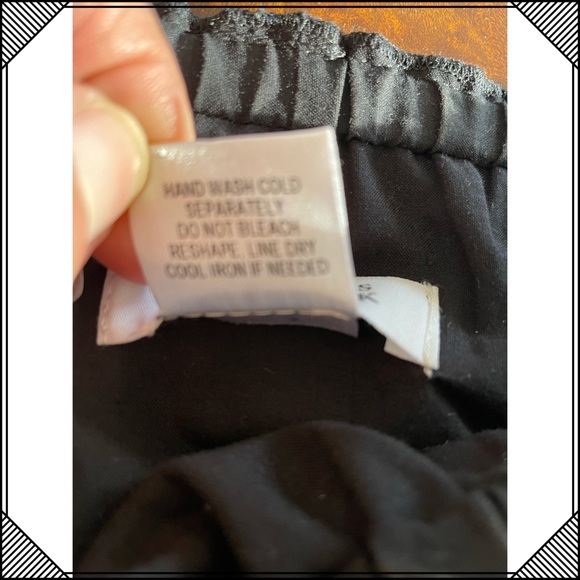 HAND WASH COLD
SEPARATELY
DO NOT BLEACH
RESHAPE. LINE DRY
COOL IRON IF NEEDED